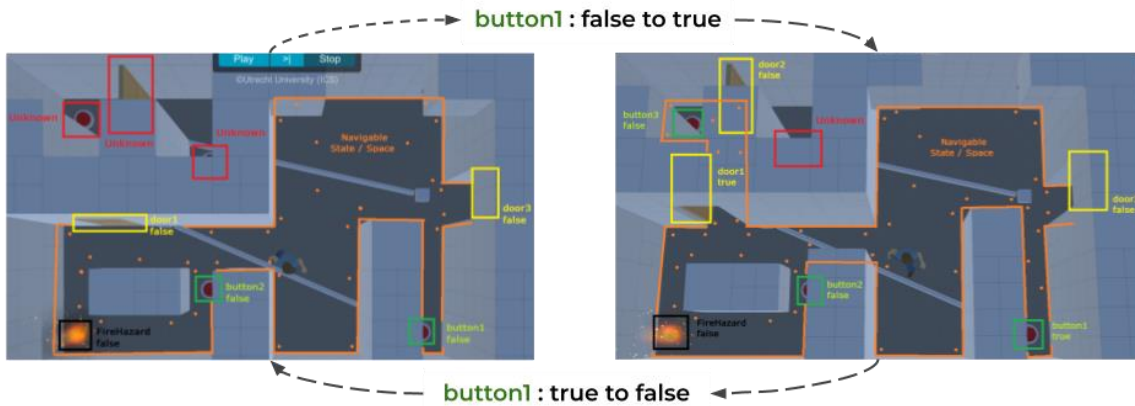 button1 : false to true
Play >| Stop
©Utrecht University (ICS)
Unknown
Unknown
Unknown
Navigable
State / Space
door1
false
door3
false
button2
false
FireHazard
false
button1
false
door2
false
button3
false
Unknown
Navigable
State / Space
door1
true
door
false
button2
false
FireHazard
false
button1
true
button1 : true to false